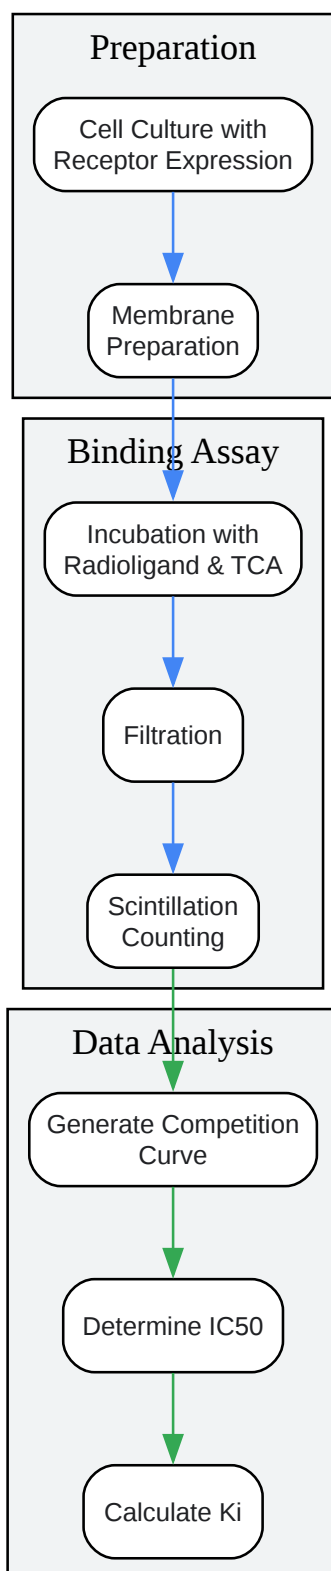 Preparation
Cell Culture with
Receptor Expression
Membrane
Preparation
Binding Assay
Incubation with
Radioligand & TCA
Filtration
Scintillation
Counting
Data Analysis
Generate Competition
Curve
Determine IC50
Calculate Ki